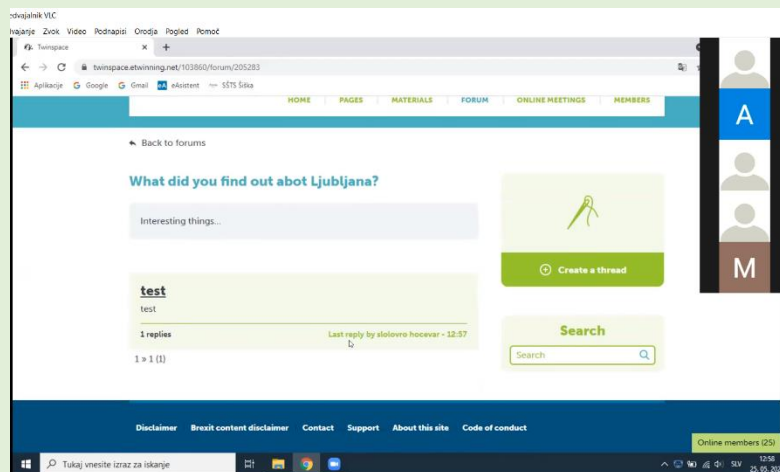 edvajalnik VLC
dvajanje Zvok Video Podnapisi Orodja Pogled Pomoč
Twinspace
twinspace.etwinning.net/103860/forum/205283
Aplikacije Google Gmail eA eAsistent SŠTS Šiška
HOME PAGES MATERIALS FORUM ONLINE MEETINGS MEMBERS
A
Back to forums
What did you find out abot Ljubljana?
Interesting things...
M
Create a thread
test
test
1 replies Last reply by slolovro hocevar - 12:57
Search
1 » 1 (1)
Search
Disclaimer Brexit content disclaimer Contact Support About this site Code of conduct
Online members (25)
Tukaj vnesite izraz za iskanje
SLV
12:58